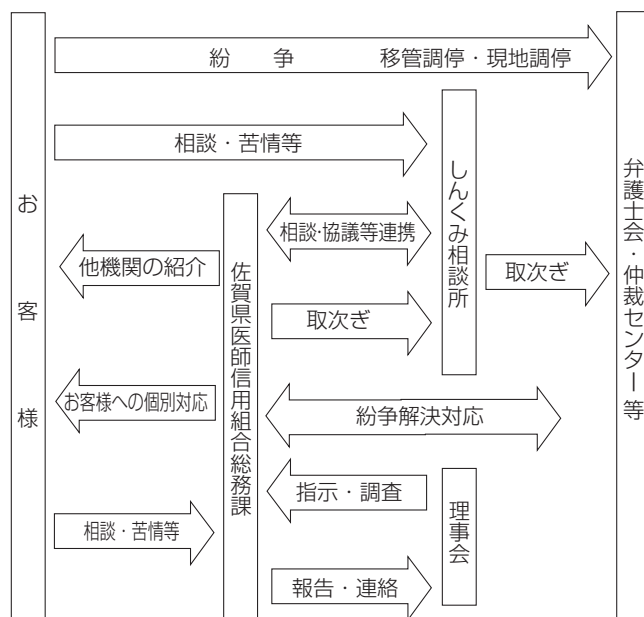 紛　争　移管調停・現地調停
相談・苦情等
お客様
しんくみ相談所
弁護士会・仲裁センター等
相談・協議等連携
他機関の紹介
佐賀県医師信用組合総務課
取次ぎ
取次ぎ
お客様への個別対応
紛争解決対応
指示・調査
理事会
相談・苦情等
報告・連絡